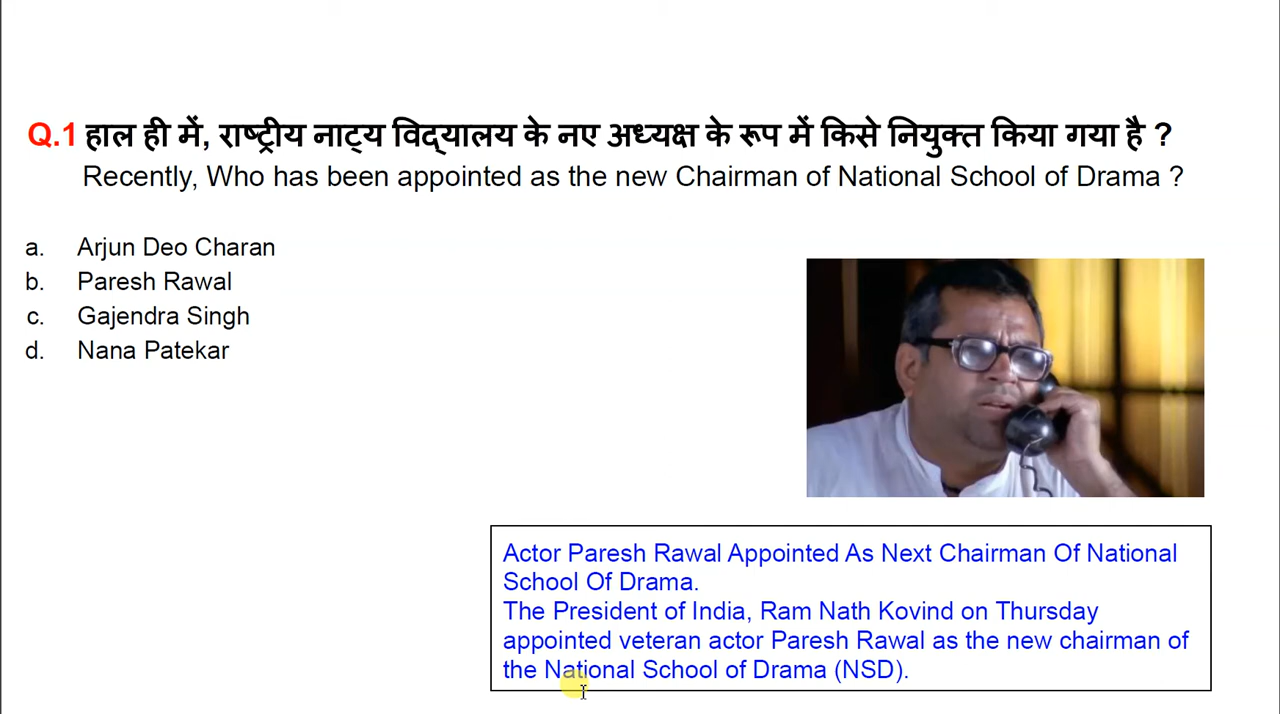 Q.1 हाल ही में, राष्ट्रीय नाट्य विद्यालय के नए अध्यक्ष के रूप में किसे नियुक्त किया गया है ?
Recently, Who has been appointed as the new Chairman of National School of Drama ?
a. Arjun Deo Charan
b. Paresh Rawal
c. Gajendra Singh
d. Nana Patekar
Actor Paresh Rawal Appointed As Next Chairman Of National
School Of Drama.
The President of India, Ram Nath Kovind on Thursday
appointed veteran actor Paresh Rawal as the new chairman of
the National School of Drama (NSD).